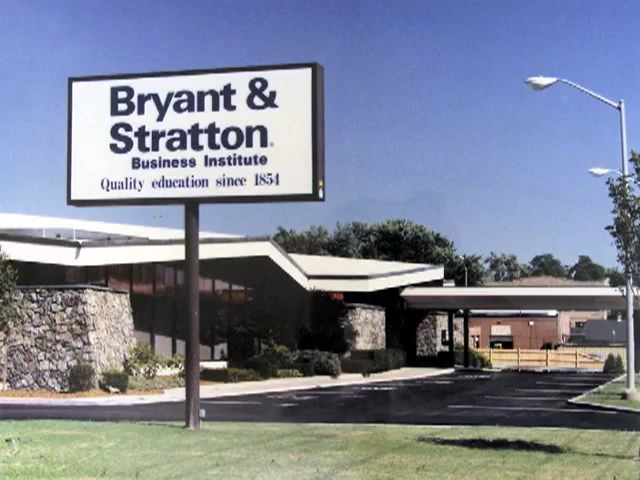 Bryant &
Stratton
Business Institute
Quality education since 1854